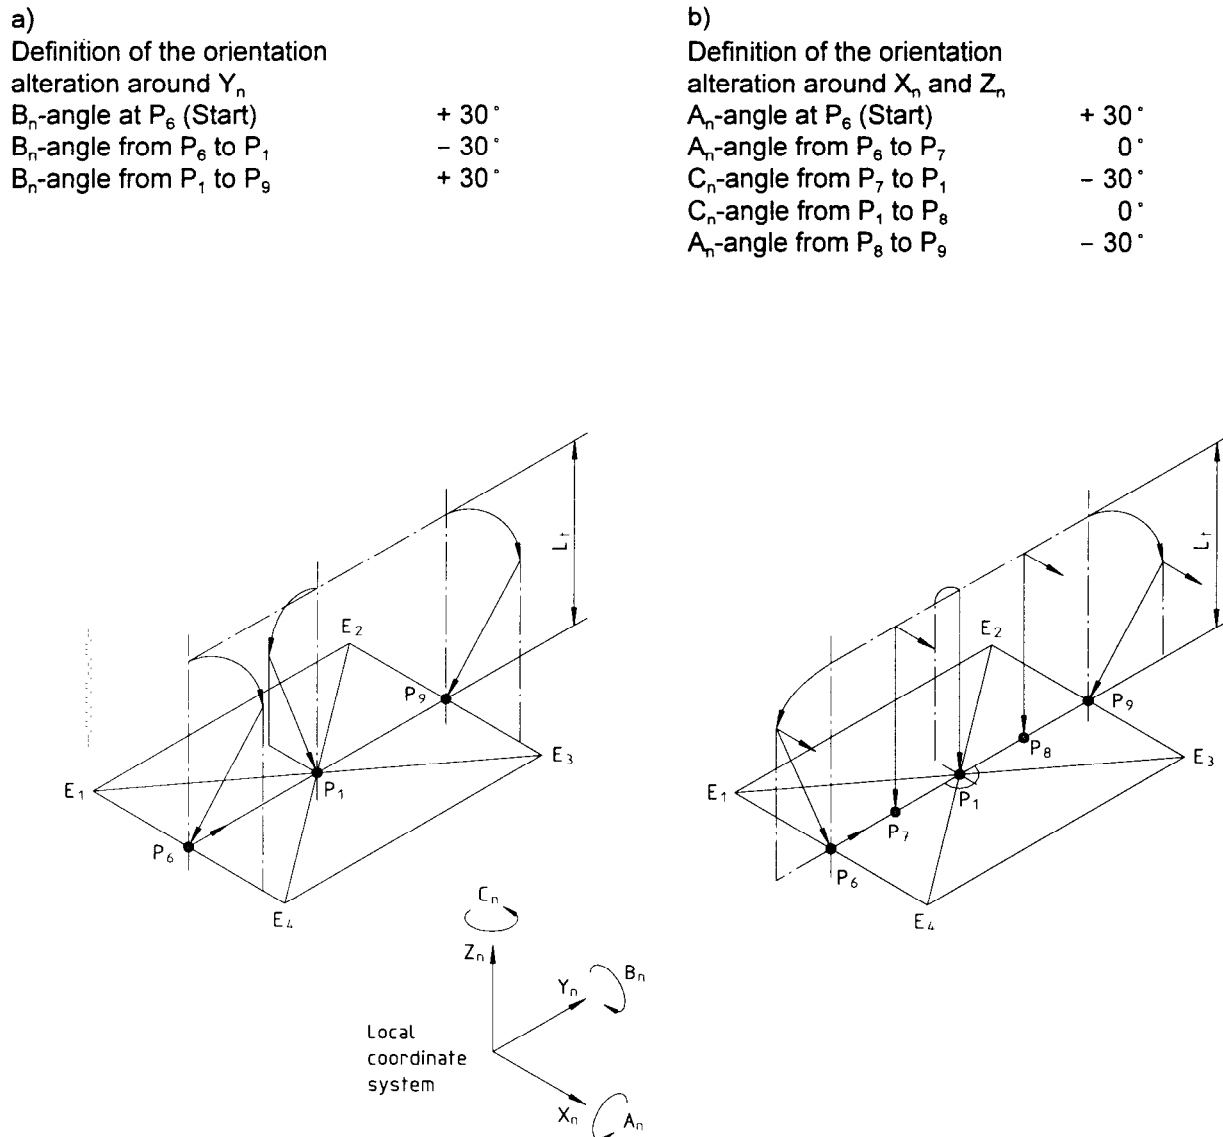 a)
Definition of the orientation
alteration around Yn
Bn-angle at P6 (Start) + 30°
Bn-angle from P6 to P1 − 30°
Bn-angle from P1 to P9 + 30°
b)
Definition of the orientation
alteration around Xn and Zn
An-angle at P6 (Start) + 30°
An-angle from P6 to P7 0°
Cn-angle from P7 to P1 − 30°
Cn-angle from P1 to P8 0°
An-angle from P8 to P9 − 30°
Lt
E2
P9
E3
E1
P1
P6
E4
Lt
E2
P9
P8
E3
E1
P1
P7
P6
E4
Cn
Zn
Bn
Yn
Local
coordinate
system
Xn
An